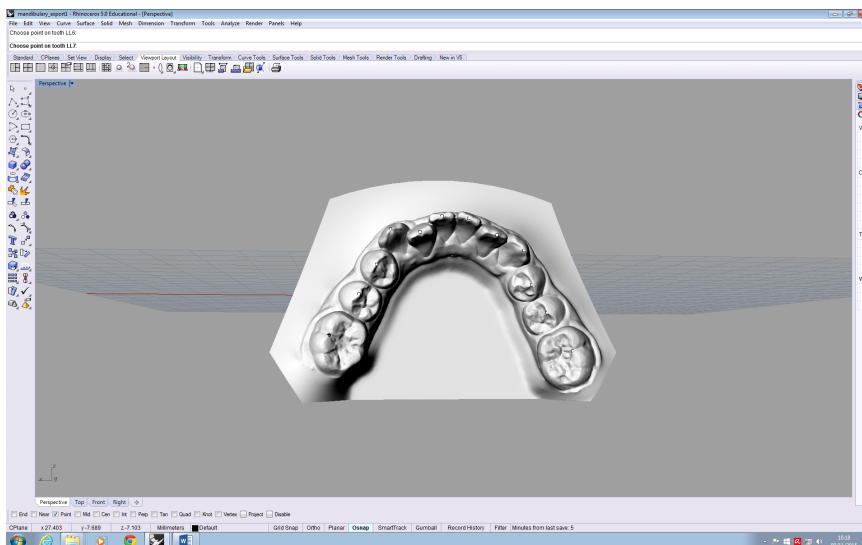 mandibulary_export1 - Rhinoceros 5.0 Educational - [Perspective]
File Edit View Curve Surface Solid Mesh Dimension Transform Tools Analyze Render Panels Help
Choose point on tooth LL6:
Choose point on tooth LL7:
Standard CPlanes Set View Display Select Viewport Layout Visibility Transform Curve Tools Surface Tools Solid Tools Mesh Tools Render Tools Drafting New in V5
Perspective
Perspective Top Front Right
End Near Point Mid Cen Int Perp Tan Quad Knot Vertex Project Disable
CPlane x 27.403 y -7.689 z -7.103 Millimeters Default Grid Snap Ortho Planar Osnap SmartTrack Gumball Record History Filter Minutes from last save: 5